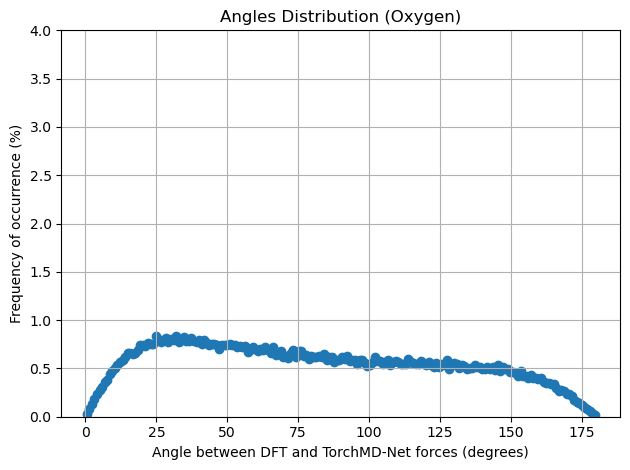 Angles Distribution (Oxygen)
4.0
3.5
3.0
2.5
2.0
1.5
1.0
0.5
0.0
Frequency of occurrence (%)
0 25 50 75 100 125 150 175
Angle between DFT and TorchMD-Net forces (degrees)